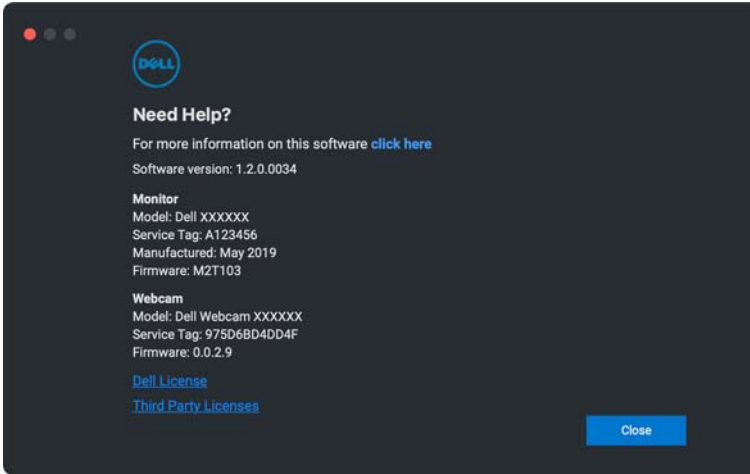 DELL
Need Help?
For more information on this software click here
Software version: 1.2.0.0034
Monitor
Model: Dell XXXXXX
Service Tag: A123456
Manufactured: May 2019
Firmware: M2T103
Webcam
Model: Dell Webcam XXXXXX
Service Tag: 975D6BD4DD4F
Firmware: 0.0.2.9
Dell License
Third Party Licenses
Close